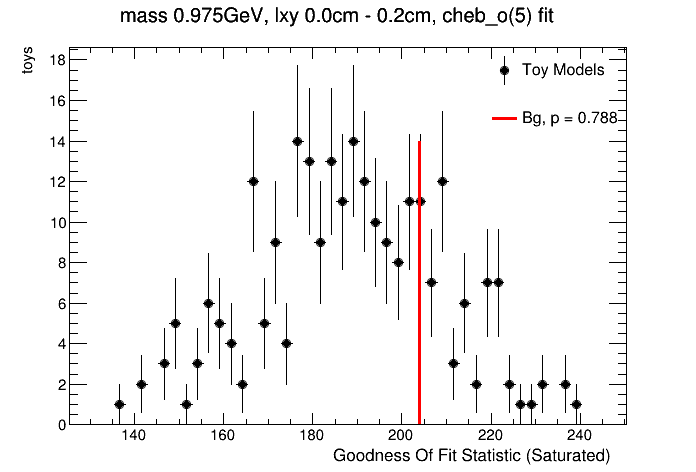 mass 0.975GeV, lxy 0.0cm - 0.2cm, cheb_o(5) fit
toys
18
16
14
12
10
8
6
4
2
0
Toy Models
Bg, p = 0.788
140 160 180 200 220 240
Goodness Of Fit Statistic (Saturated)